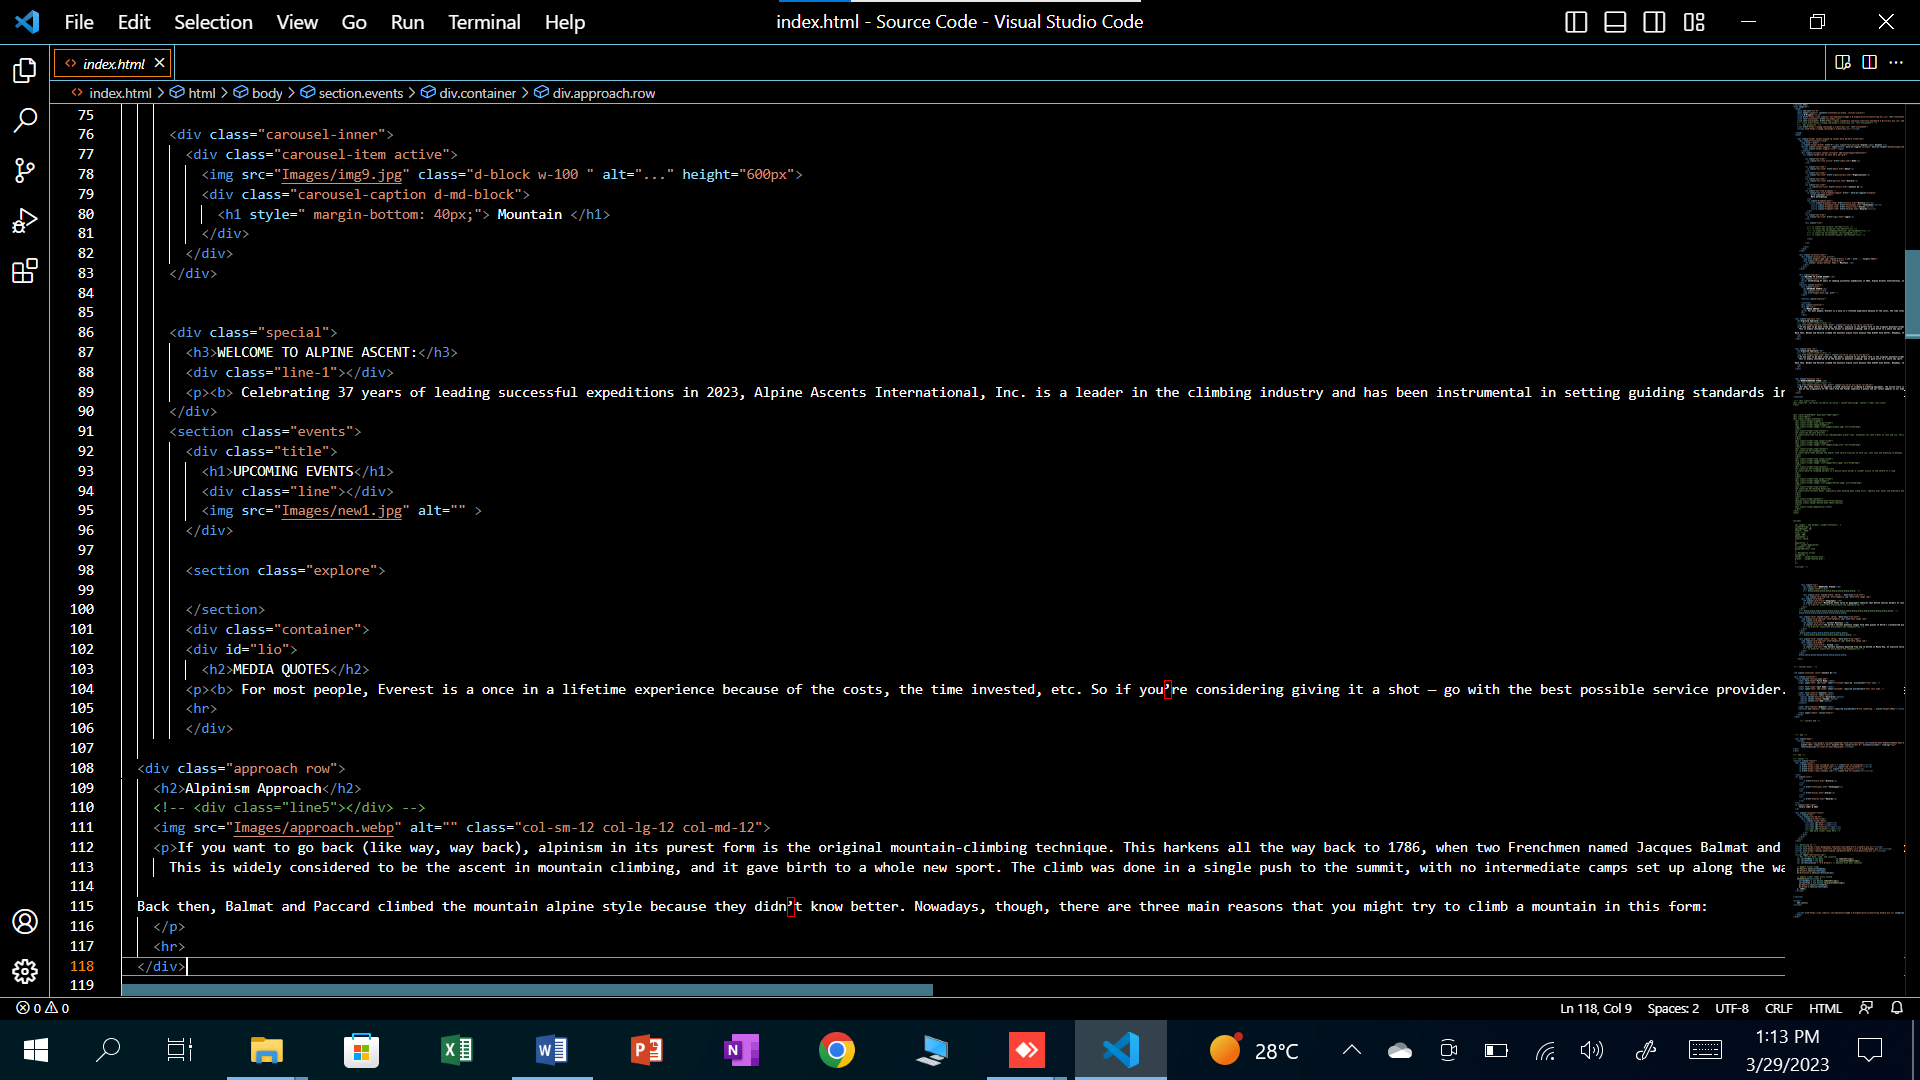 File Edit Selection View Go Run Terminal Help
index.html - Source Code - Visual Studio Code
index.html
index.html > html > body > section.events > div.container > div.approach.row
75
76 <div class="carousel-inner">
77 <div class="carousel-item active">
78 <img src="Images/img9.jpg" class="d-block w-100 " alt="..." height="600px">
79 <div class="carousel-caption d-md-block">
80 <h1 style=" margin-bottom: 40px;"> Mountain </h1>
81 </div>
82 </div>
83 </div>
84
85
86 <div class="special">
87 <h3>WELCOME TO ALPINE ASCENT:</h3>
88 <div class="line-1"></div>
89 <p><b> Celebrating 37 years of leading successful expeditions in 2023, Alpine Ascents International, Inc. is a leader in the climbing industry and has been instrumental in setting guiding standards in
90 </div>
91 <section class="events">
92 <div class="title">
93 <h1>UPCOMING EVENTS</h1>
94 <div class="line"></div>
95 <img src="Images/new1.jpg" alt="" >
96 </div>
97
98 <section class="explore">
99
100 </section>
101 <div class="container">
102 <div id="lio">
103 <h2>MEDIA QUOTES</h2>
104 <p><b> For most people, Everest is a once in a lifetime experience because of the costs, the time invested, etc. So if you’re considering giving it a shot – go with the best possible service provider.
105 <hr>
106 </div>
107
108 <div class="approach row">
109 <h2>Alpinism Approach</h2>
110 <!-- <div class="line5"></div> -->
111 <img src="Images/approach.webp" alt="" class="col-sm-12 col-lg-12 col-md-12">
112 <p>If you want to go back (like way, way back), alpinism in its purest form is the original mountain-climbing technique. This harkens all the way back to 1786, when two Frenchmen named Jacques Balmat and
113 This is widely considered to be the ascent in mountain climbing, and it gave birth to a whole new sport. The climb was done in a single push to the summit, with no intermediate camps set up along the wa
114
115 Back then, Balmat and Paccard climbed the mountain alpine style because they didn’t know better. Nowadays, though, there are three main reasons that you might try to climb a mountain in this form:
116 </p>
117 <hr>
118 </div>
119
0 0 Ln 118, Col 9 Spaces: 2 UTF-8 CRLF HTML
28°C
1:13 PM
3/29/2023